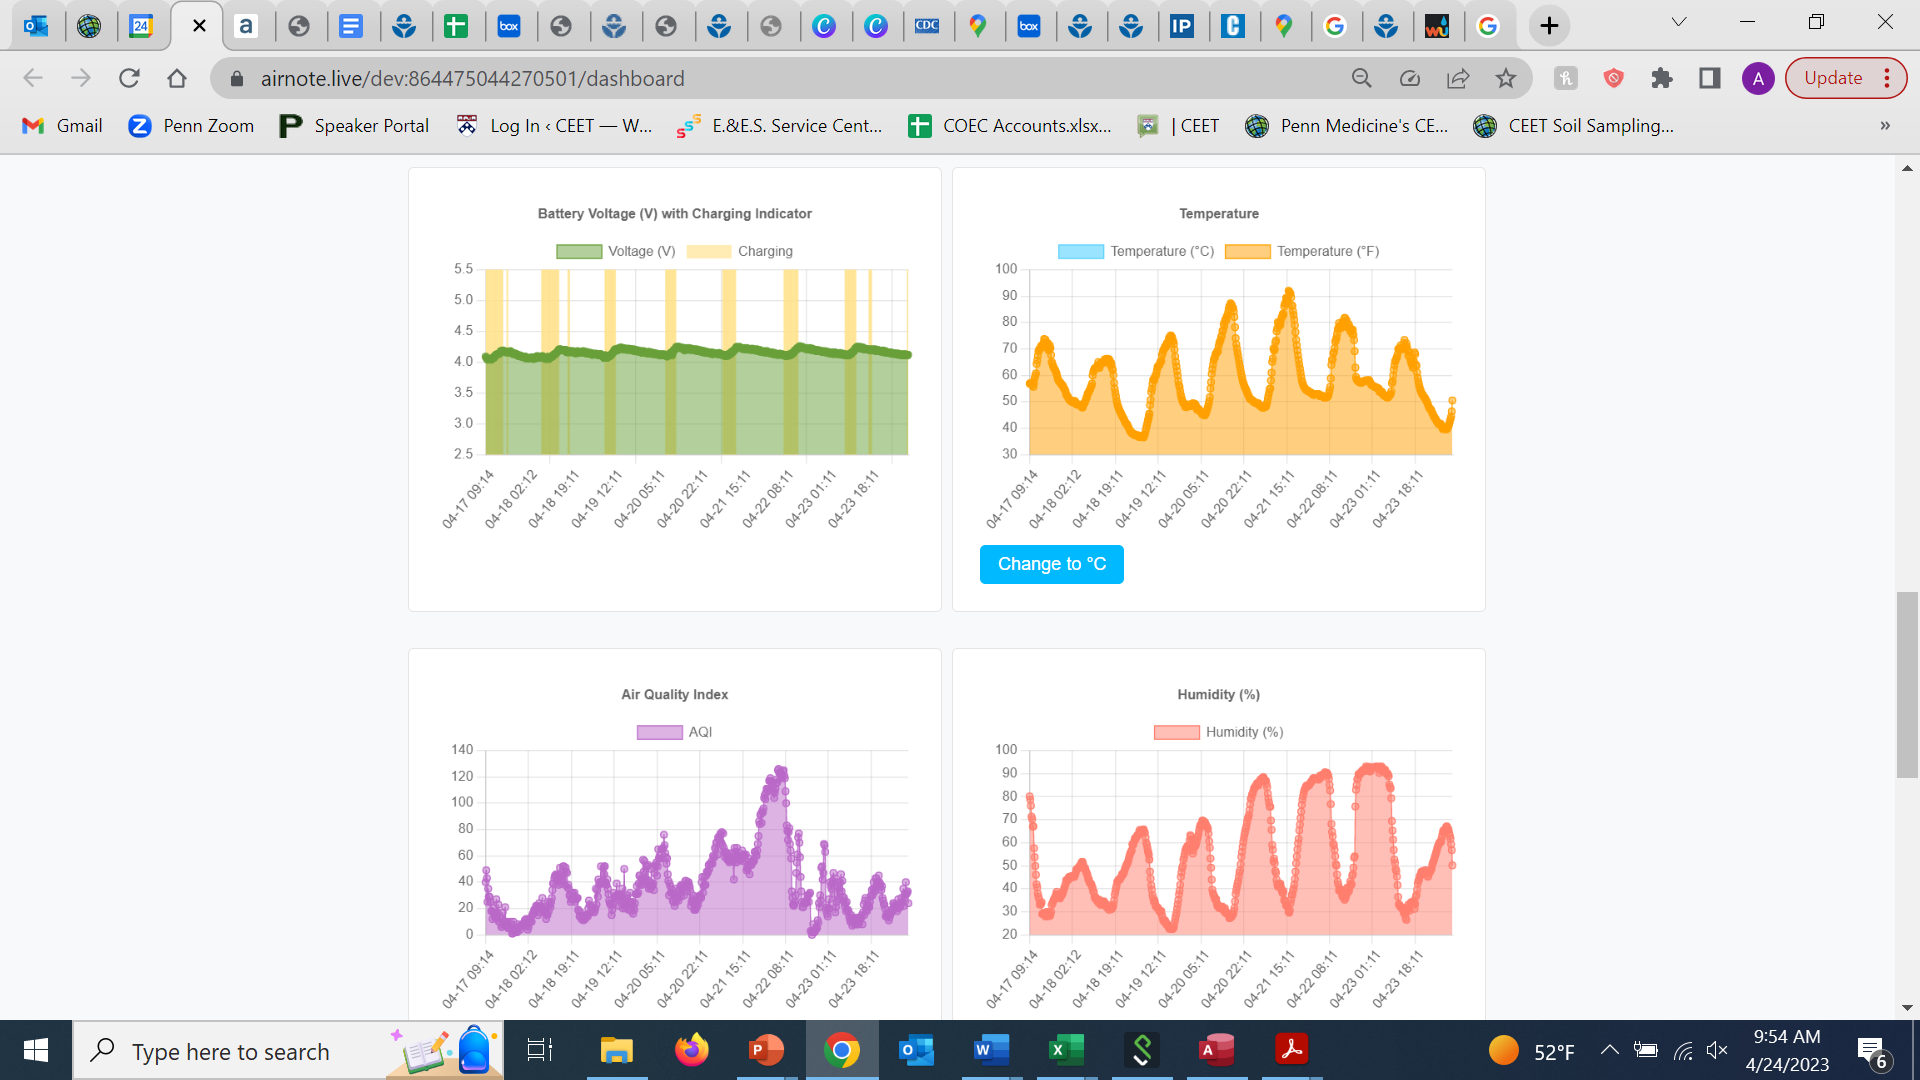 24
a
box
CDC
box
IP
C
airnote.live/dev:864475044270501/dashboard
A
Update
Gmail
Penn Zoom
Speaker Portal
Log In ‹ CEET — W...
E.&E.S. Service Cent...
COEC Accounts.xlsx...
| CEET
Penn Medicine's CE...
CEET Soil Sampling...
»
Battery Voltage (V) with Charging Indicator
Voltage (V)
Charging
5.5
5.0
4.5
4.0
3.5
3.0
2.5
04-17 09:14
04-18 02:12
04-18 19:11
04-19 12:11
04-20 05:11
04-20 22:11
04-21 15:11
04-22 08:11
04-23 01:11
04-23 18:11
Temperature
Temperature (°C)
Temperature (°F)
100
90
80
70
60
50
40
30
04-17 09:14
04-18 02:12
04-18 19:11
04-19 12:11
04-20 05:11
04-20 22:11
04-21 15:11
04-22 08:11
04-23 01:11
04-23 18:11
Change to °C
Air Quality Index
AQI
140
120
100
80
60
40
20
0
04-17 09:14
04-18 02:12
04-18 19:11
04-19 12:11
04-20 05:11
04-20 22:11
04-21 15:11
04-22 08:11
04-23 01:11
04-23 18:11
Humidity (%)
Humidity (%)
100
90
80
70
60
50
40
30
20
04-17 09:14
04-18 02:12
04-18 19:11
04-19 12:11
04-20 05:11
04-20 22:11
04-21 15:11
04-22 08:11
04-23 01:11
04-23 18:11
Type here to search
52°F
9:54 AM
4/24/2023
6